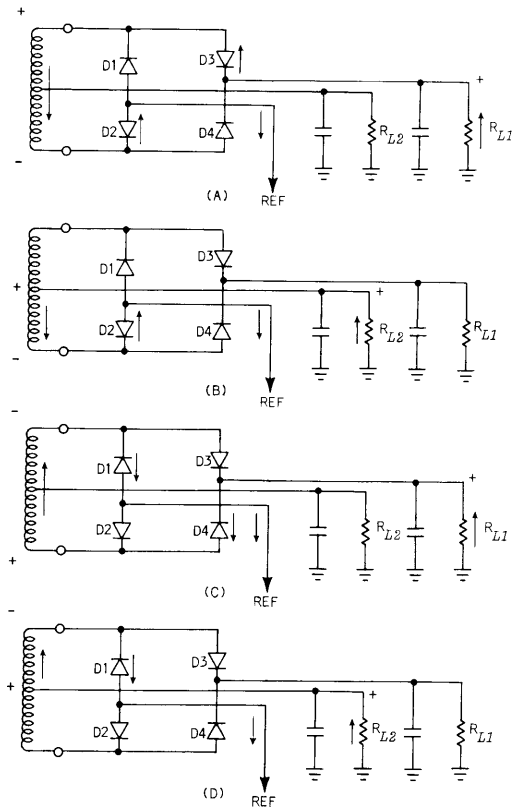 +
D1
D3
+
D2
D4
R_L2
R_L1
-
(A)
REF
D1
D3
+
+
D2
D4
R_L2
R_L1
-
(B)
REF
-
D1
D3
+
D2
D4
R_L2
R_L1
+
(C)
REF
-
D1
D3
+
+
D2
D4
R_L2
R_L1
(D)
REF